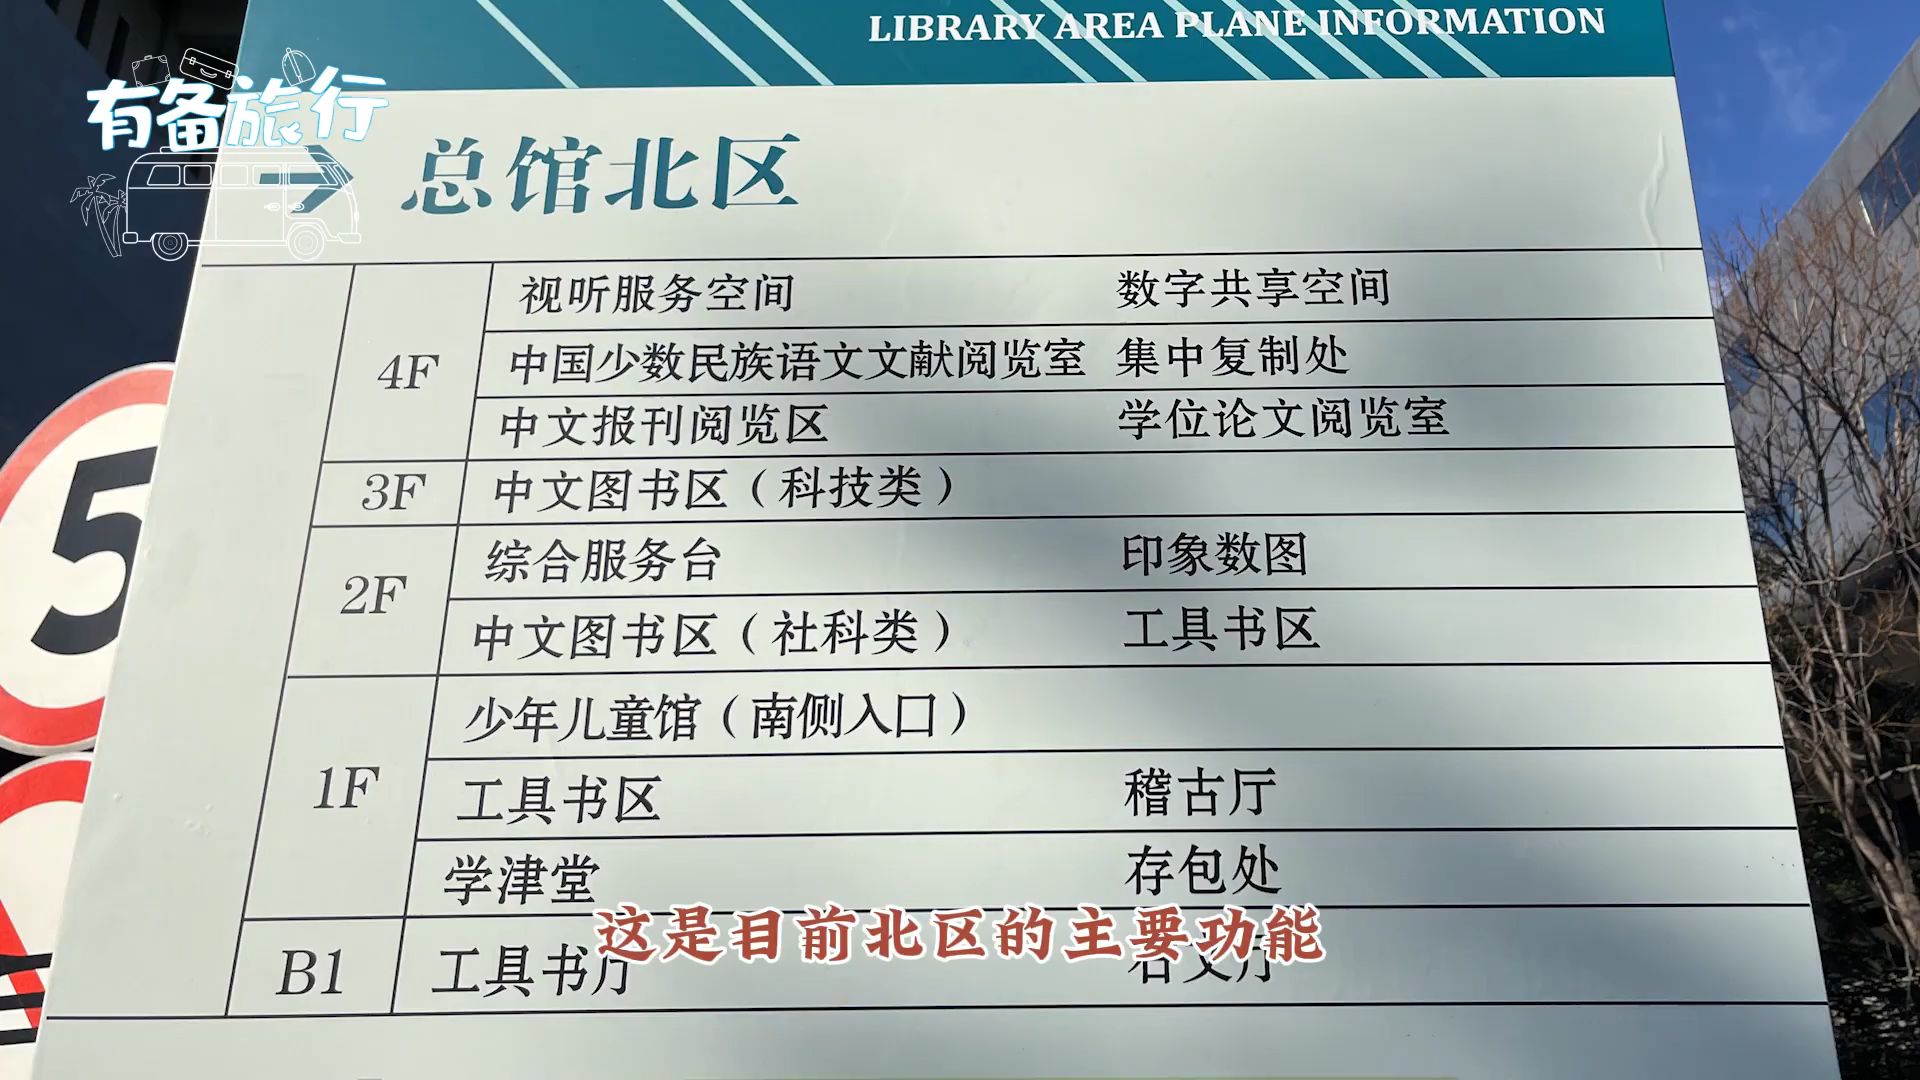 LIBRARY AREA PLANE INFORMATION
有备旅行
总馆北区
4F
视听服务空间 数字共享空间
中国少数民族语文文献阅览室 集中复制处
中文报刊阅览区 学位论文阅览室
3F
中文图书区（科技类）
2F
综合服务台 印象数图
中文图书区（社科类） 工具书区
1F
少年儿童馆（南侧入口）
工具书区 稽古厅
学津堂 存包处
B1
工具书厅
这是目前北区的主要功能
5